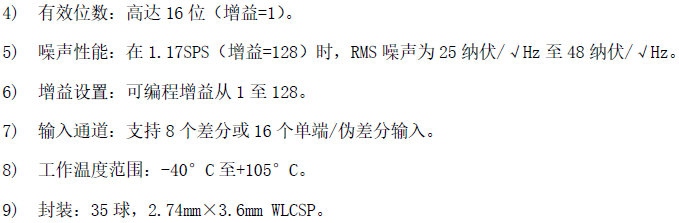 4) 有效位数：高达 16 位（增益=1）。
5) 噪声性能：在 1.17SPS（增益=128）时，RMS 噪声为 25 纳伏/√Hz 至 48 纳伏/√Hz。
6) 增益设置：可编程增益从 1 至 128。
7) 输入通道：支持 8 个差分或 16 个单端/伪差分输入。
8) 工作温度范围：-40°C 至+105°C。
9) 封装：35 球，2.74mm×3.6mm WLCSP。